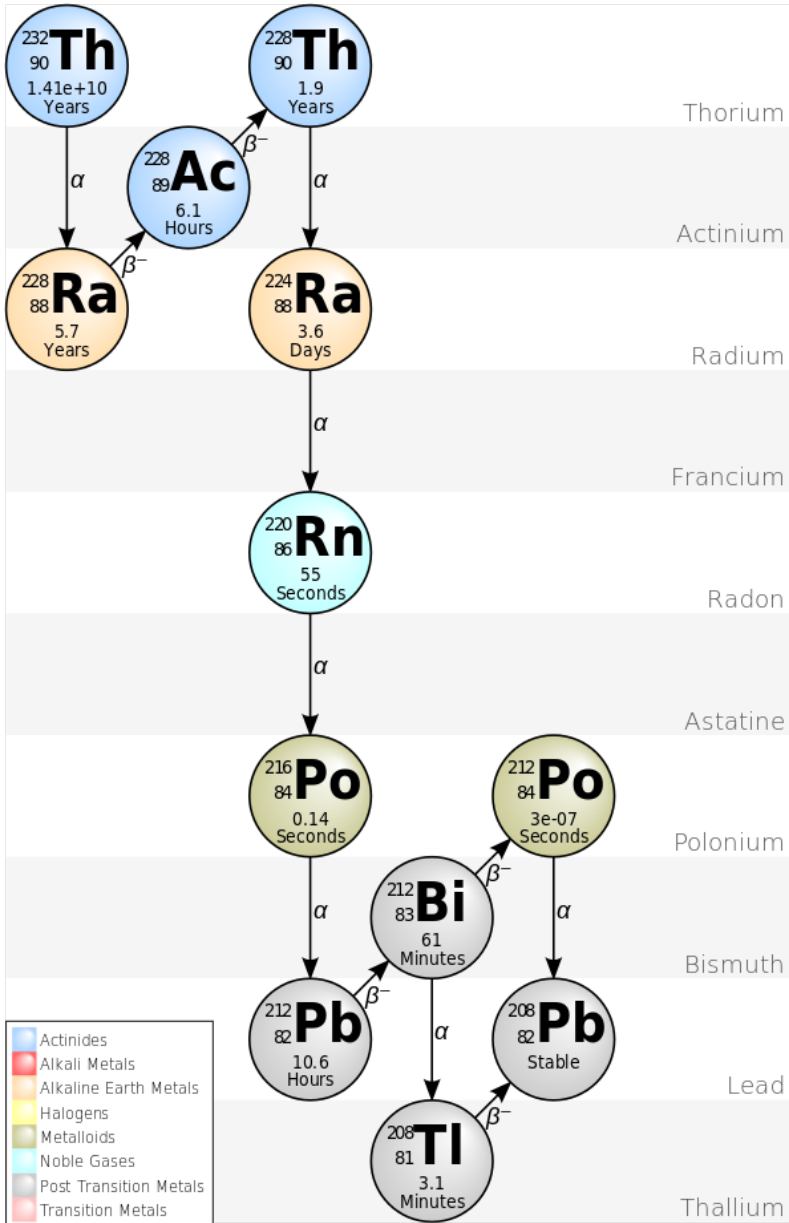 232 90 Th 228 90 Th
1.41e+10 1.9
Years Years
Thorium
α β⁻ α
228 89 Ac
6.1
Hours
Actinium
β⁻
228 88 Ra 224 88 Ra
5.7 3.6
Years Days
Radium
α
Francium
220 86 Rn
55
Seconds
Radon
α
Astatine
216 84 Po 212 84 Po
0.14 3e-07
Seconds Seconds
Polonium
α β⁻ α
212 83 Bi
61
Minutes
Bismuth
β⁻
212 82 Pb α 208 82 Pb
10.6 Stable
Hours
Lead
β⁻
208 81 Tl
3.1
Minutes
Thallium
Actinides
Alkali Metals
Alkaline Earth Metals
Halogens
Metalloids
Noble Gases
Post Transition Metals
Transition Metals